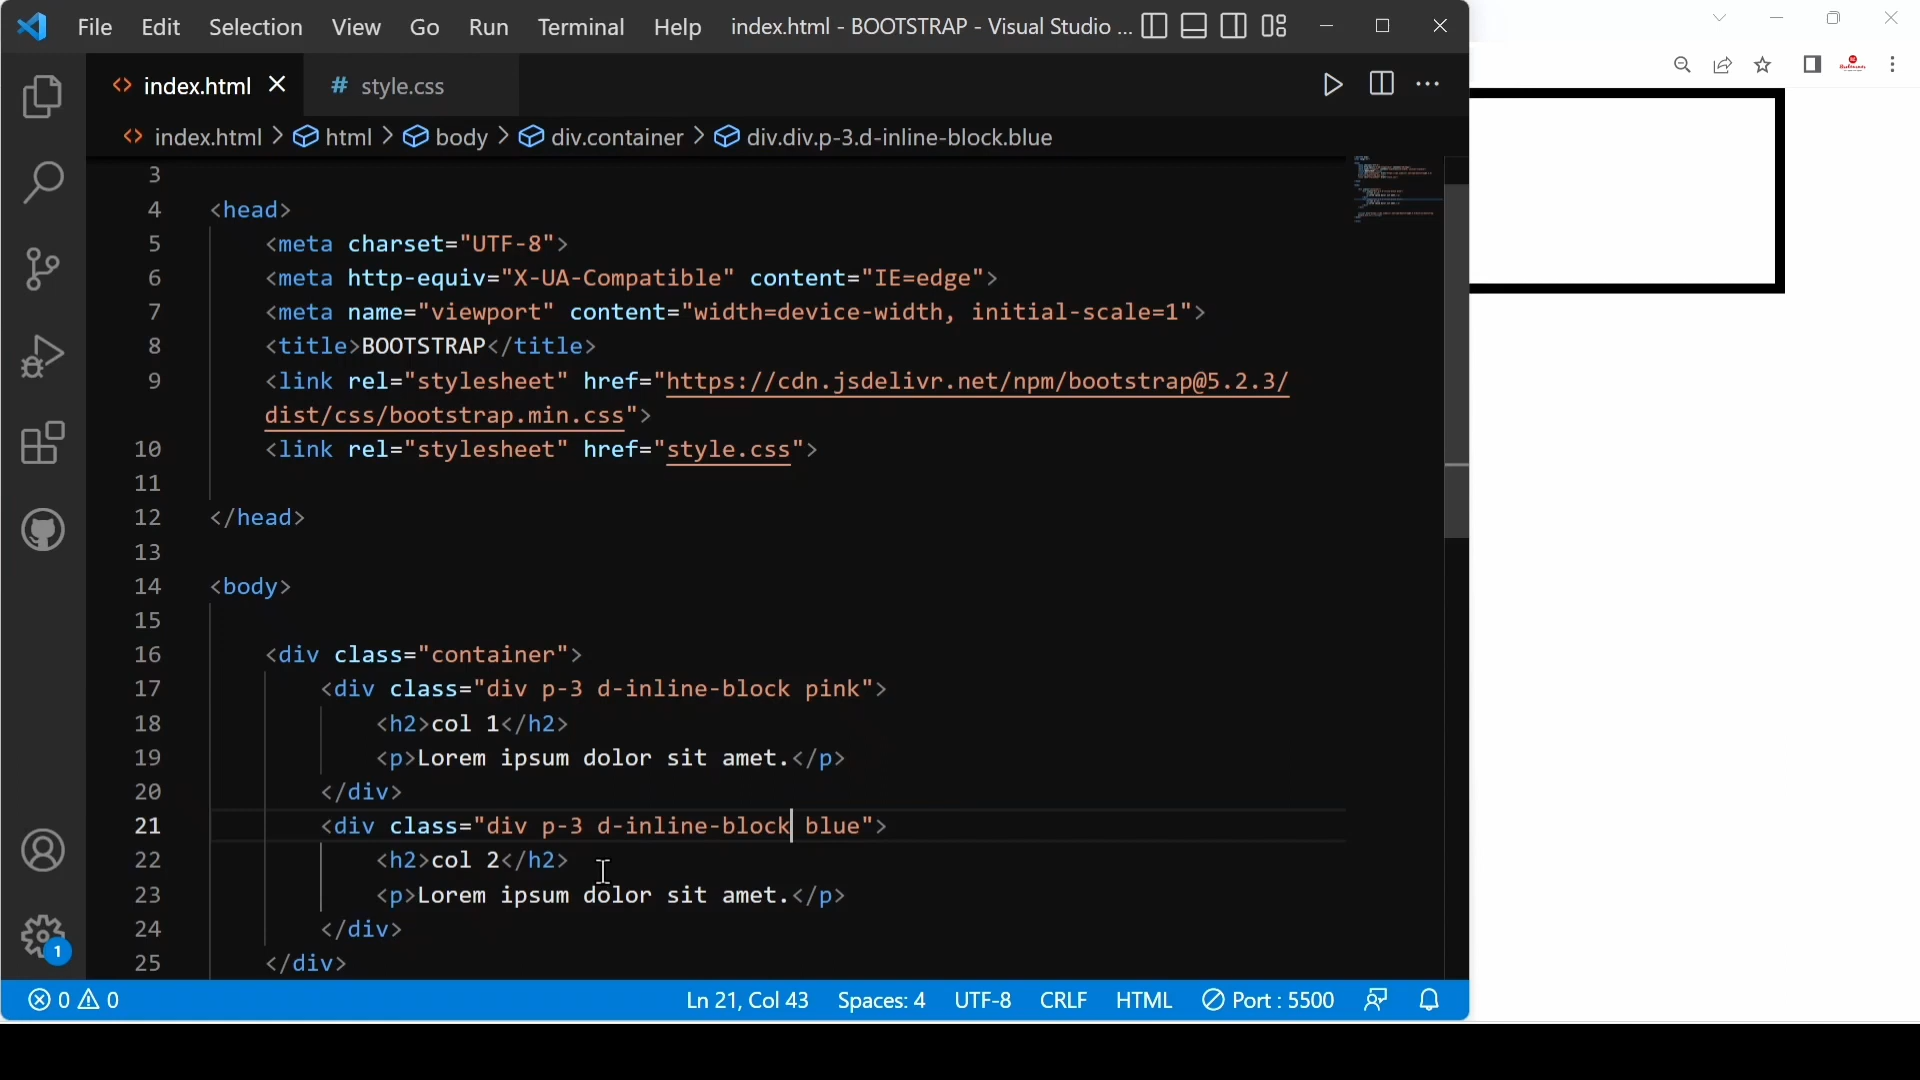 File Edit Selection View Go Run Terminal Help index.html - BOOTSTRAP - Visual Studio ...
index.html # style.css
index.html > html > body > div.container > div.div.p-3.d-inline-block.blue
3
4 <head>
5 <meta charset="UTF-8">
6 <meta http-equiv="X-UA-Compatible" content="IE=edge">
7 <meta name="viewport" content="width=device-width, initial-scale=1">
8 <title>BOOTSTRAP</title>
9 <link rel="stylesheet" href="https://cdn.jsdelivr.net/npm/bootstrap@5.2.3/
dist/css/bootstrap.min.css">
10 <link rel="stylesheet" href="style.css">
11
12 </head>
13
14 <body>
15
16 <div class="container">
17 <div class="div p-3 d-inline-block pink">
18 <h2>col 1</h2>
19 <p>Lorem ipsum dolor sit amet.</p>
20 </div>
21 <div class="div p-3 d-inline-block blue">
22 <h2>col 2</h2>
23 <p>Lorem ipsum dolor sit amet.</p>
24 </div>
25 </div>
1
0 0 Ln 21, Col 43 Spaces: 4 UTF-8 CRLF HTML Port : 5500